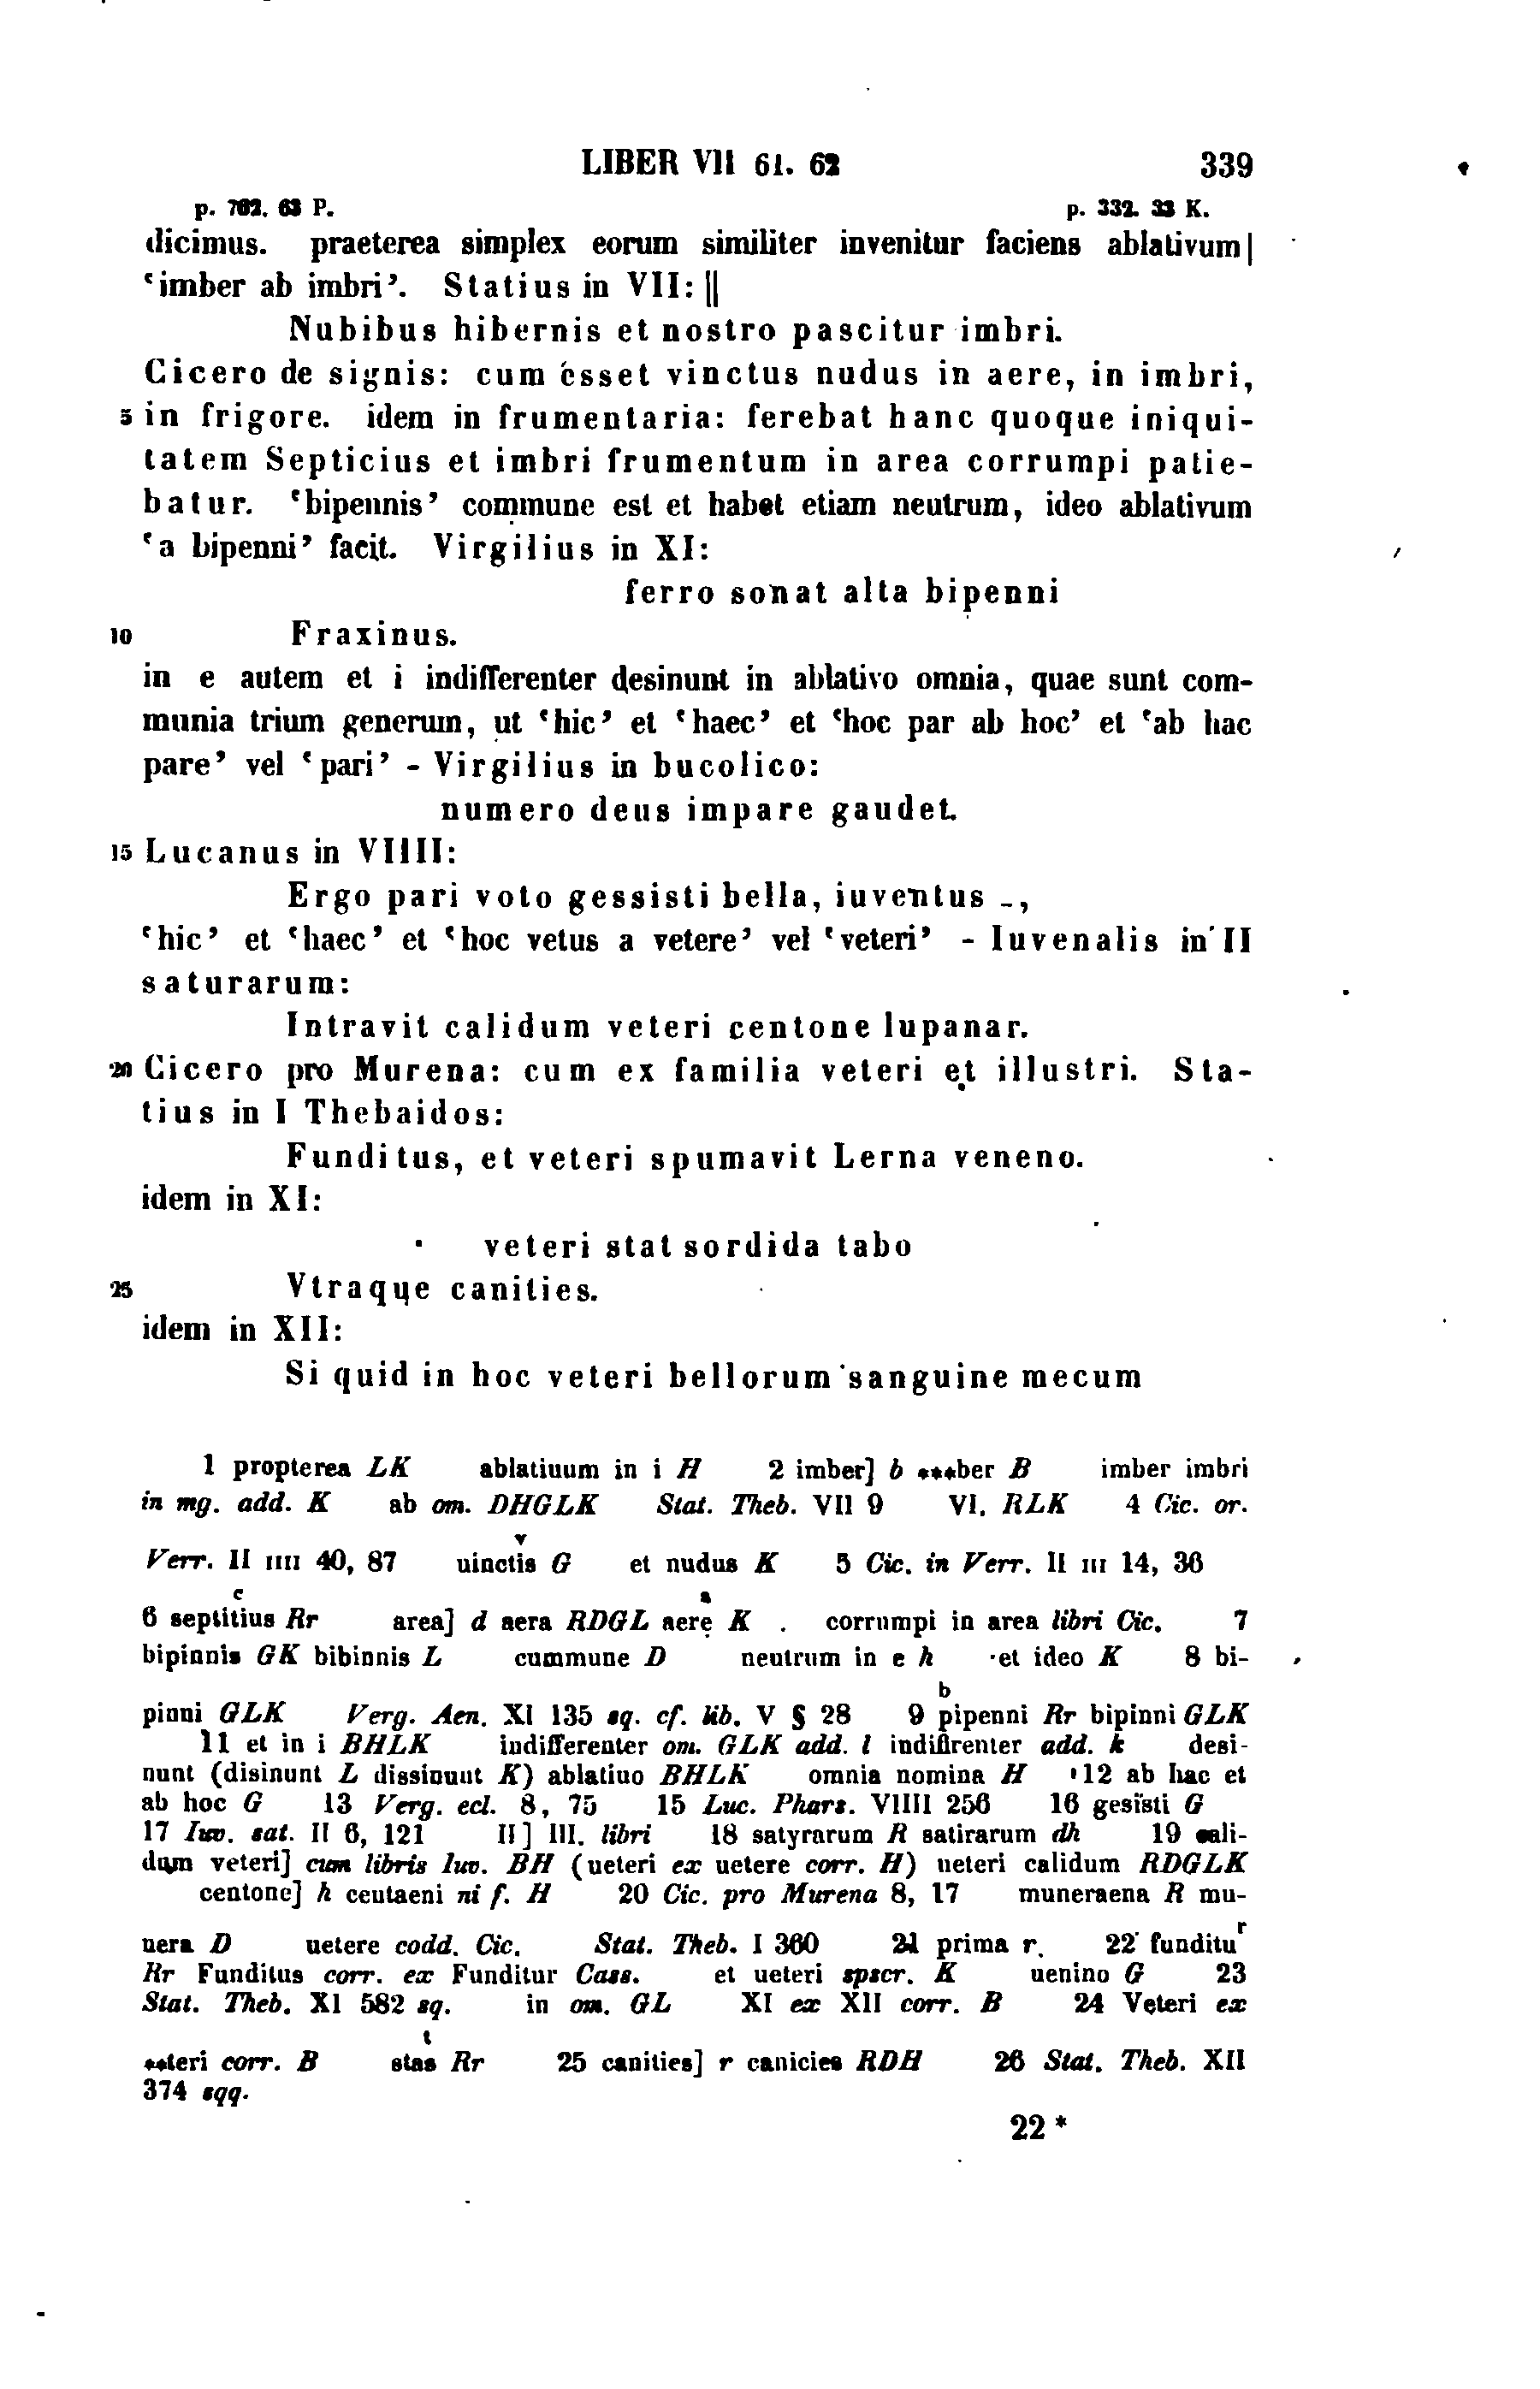 LIBER VII 61. 62 339
p. 762. 63 P. p. 332. 33 K.
dicimus. praeterea simplex eorum similiter invenitur faciens ablativum|
‘imber ab imbri’. Statius in VII: ||
Nubibus hibernis et nostro pascitur imbri.
Cicero de signis: cum esset vinctus nudus in aere, in imbri,
5 in frigore. idem in frumentaria: ferebat hanc quoque iniqui-
tatem Septicius et imbri frumentum in area corrumpi patie-
batur. ‘bipennis’ commune est et habet etiam neutrum, ideo ablativum
‘a bipenni’ facit. Virgilius in XI:
ferro sonat alta bipenni
10 Fraxinus.
in e autem et i indifferenter desinunt in ablativo omnia, quae sunt com-
munia trium generum, ut ‘hic’ et ‘haec’ et ‘hoc par ab hoc’ et ‘ab hac
pare’ vel ‘pari’ - Virgilius in bucolico:
numero deus impare gaudet.
15 Lucanus in VIIII:
Ergo pari voto gessisti bella, iuventus -,
‘hic’ et ‘haec’ et ‘hoc vetus a vetere’ vel ‘veteri’ - Iuvenalis in II
saturarum:
Intravit calidum veteri centone lupanar.
20 Cicero pro Murena: cum ex familia veteri et illustri. Sta-
tius in I Thebaidos:
Funditus, et veteri spumavit Lerna veneno.
idem in XI:
veteri stat sordida tabo
25 Vtraque canities.
idem in XII:
Si quid in hoc veteri bellorum sanguine mecum
1 propterea LK ablatiuum in i H 2 imber] b ***ber B imber imbri
in mg. add. K ab om. DHGLK Stat. Theb. VII 9 VI. RLK 4 Cic. or.
v
Verr. II IIII 40, 87 uinctis G et nudus K 5 Cic. in Verr. II III 14, 36
c a
6 septitius Rr area] d aera RDGL aerę K . corrumpi in area libri Cic. 7
bipinnis GK bibinnis L cummune D neutrum in e h et ideo K 8 bi-
b
pinni GLK Verg. Aen. XI 135 sq. cf. lib. V § 28 9 pipenni Rr bipinni GLK
11 et in i BHLK indifferenter om. GLK add. l indifirenter add. k desi-
nunt (disinunt L dissinunt K) ablatiuo BHLK omnia nomina H 12 ab hac et
ab hoc G 13 Verg. ecl. 8, 75 15 Luc. Phars. VIIII 256 16 gesisti G
17 Iuv. sat. II 6, 121 II] III. libri 18 satyrarum R satirarum dh 19 cali-
dum veteri] cum libris Iuv. BH (ueteri ex uetere corr. H) ueteri calidum RDGLK
centone] h ceutaeni ni f. H 20 Cic. pro Murena 8, 17 muneraena R mu-
r
nera D uetere codd. Cic. Stat. Theb. I 360 21 prima r. 22 funditu
Rr Funditus corr. ex Funditur Cass. et ueteri spscr. K uenino G 23
Stat. Theb. XI 582 sq. in om. GL XI ex XII corr. B 24 Veteri ex
t
**teri corr. B stas Rr 25 canities] r canicies RDH 26 Stat. Theb. XII
374 sqq.
22 *